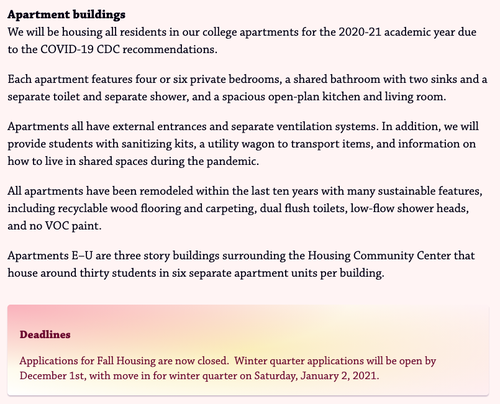 Apartment buildings
We will be housing all residents in our college apartments for the 2020-21 academic year due
to the COVID-19 CDC recommendations.
Each apartment features four or six private bedrooms, a shared bathroom with two sinks and a
separate toilet and separate shower, and a spacious open-plan kitchen and living room.
Apartments all have external entrances and separate ventilation systems. In addition, we will
provide students with sanitizing kits, a utility wagon to transport items, and information on
how to live in shared spaces during the pandemic.
All apartments have been remodeled within the last ten years with many sustainable features,
including recyclable wood flooring and carpeting, dual flush toilets, low-flow shower heads,
and no VOC paint.
Apartments E–U are three story buildings surrounding the Housing Community Center that
house around thirty students in six separate apartment units per building.
Deadlines
Applications for Fall Housing are now closed. Winter quarter applications will be open by
December 1st, with move in for winter quarter on Saturday, January 2, 2021.